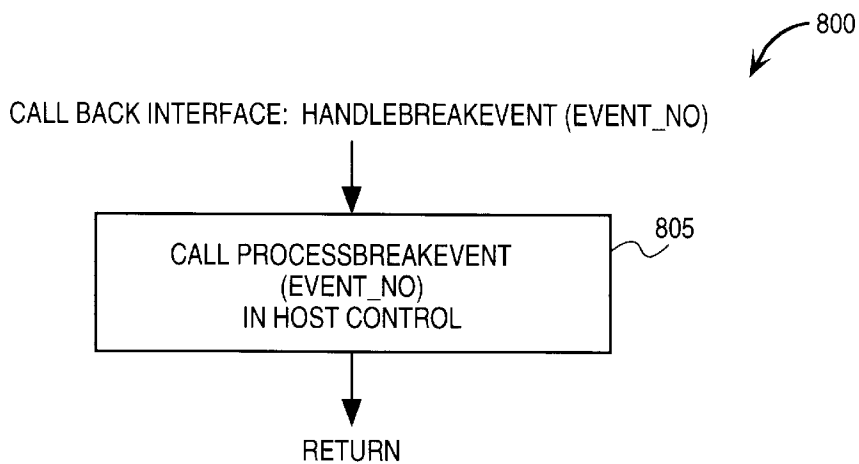 800
CALL BACK INTERFACE: HANDLEBREAKEVENT (EVENT_NO)
805
CALL PROCESSBREAKEVENT
(EVENT_NO)
IN HOST CONTROL
RETURN